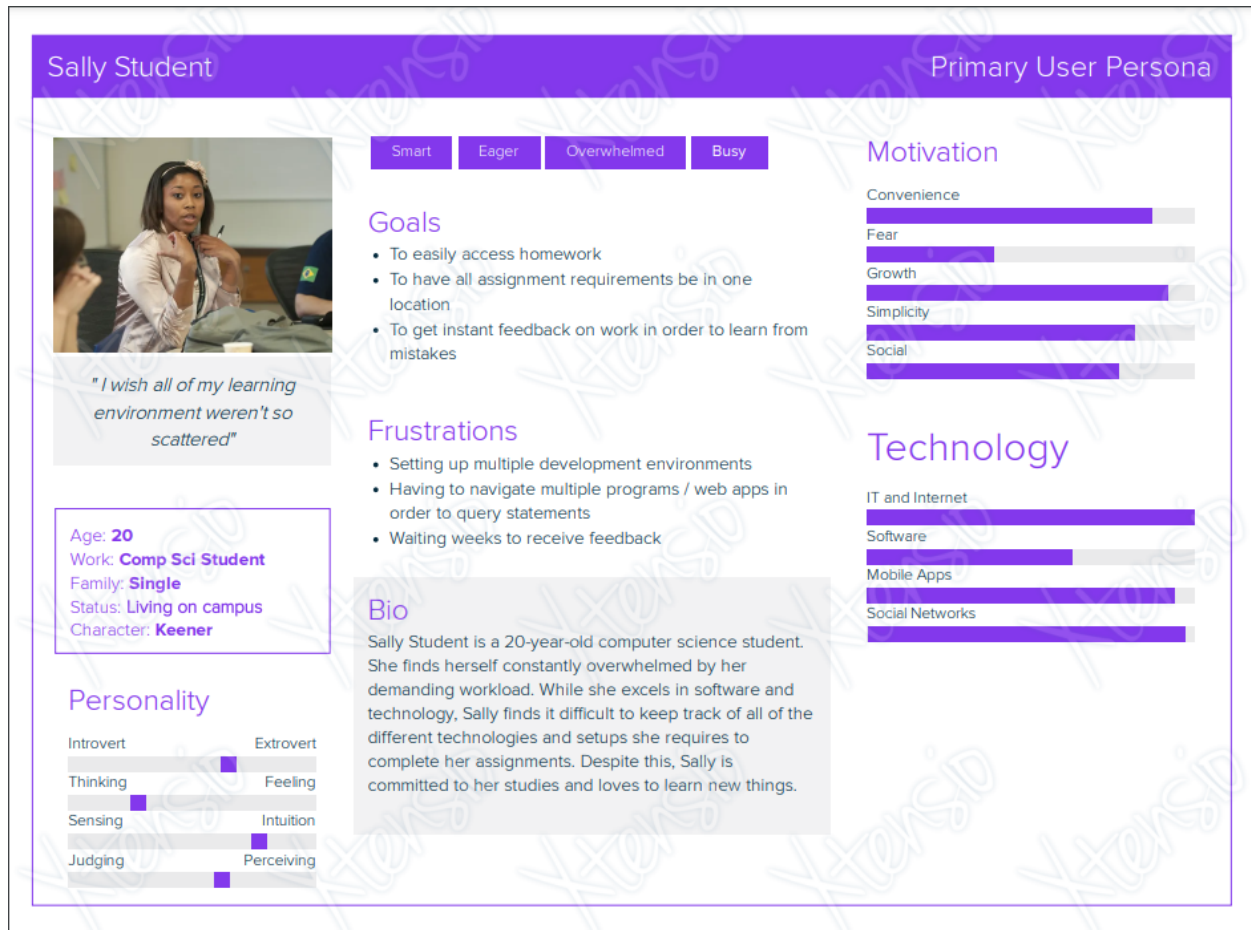 Sally Student
Primary User Persona
Smart
Eager
Overwhelmed
Busy
" I wish all of my learning
environment weren't so
scattered"
Age: 20
Work: Comp Sci Student
Family: Single
Status: Living on campus
Character: Keener
Personality
Introvert Extrovert
Thinking Feeling
Sensing Intuition
Judging Perceiving
Goals
• To easily access homework
• To have all assignment requirements be in one
location
• To get instant feedback on work in order to learn from
mistakes
Frustrations
• Setting up multiple development environments
• Having to navigate multiple programs / web apps in
order to query statements
• Waiting weeks to receive feedback
Bio
Sally Student is a 20-year-old computer science student.
She finds herself constantly overwhelmed by her
demanding workload. While she excels in software and
technology, Sally finds it difficult to keep track of all of the
different technologies and setups she requires to
complete her assignments. Despite this, Sally is
committed to her studies and loves to learn new things.
Motivation
Convenience
Fear
Growth
Simplicity
Social
Technology
IT and Internet
Software
Mobile Apps
Social Networks
Xtensio